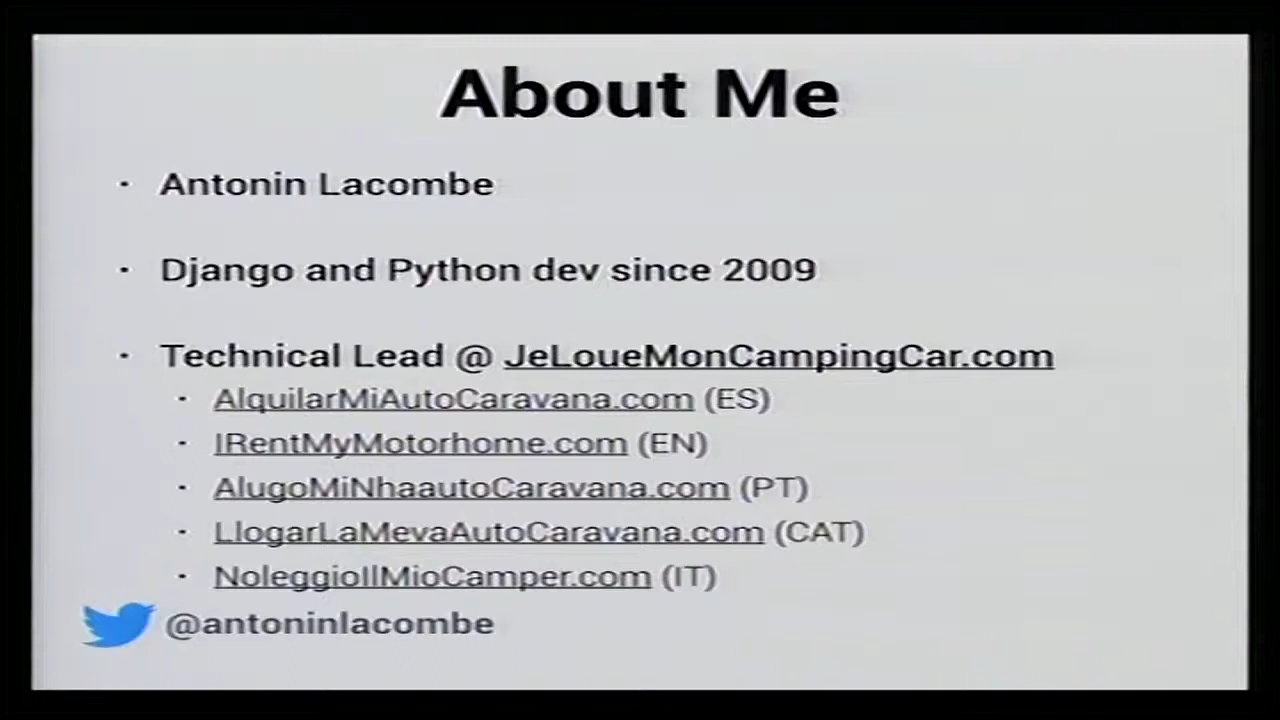 About Me
· Antonin Lacombe
· Django and Python dev since 2009
· Technical Lead @ JeLoueMonCampingCar.com
· AlquilarMiAutoCaravana.com (ES)
· IRentMyMotorhome.com (EN)
· AlugoMiNhaautoCaravana.com (PT)
· LlogarLaMevaAutoCaravana.com (CAT)
· NoleggioIlMioCamper.com (IT)
@antoninlacombe